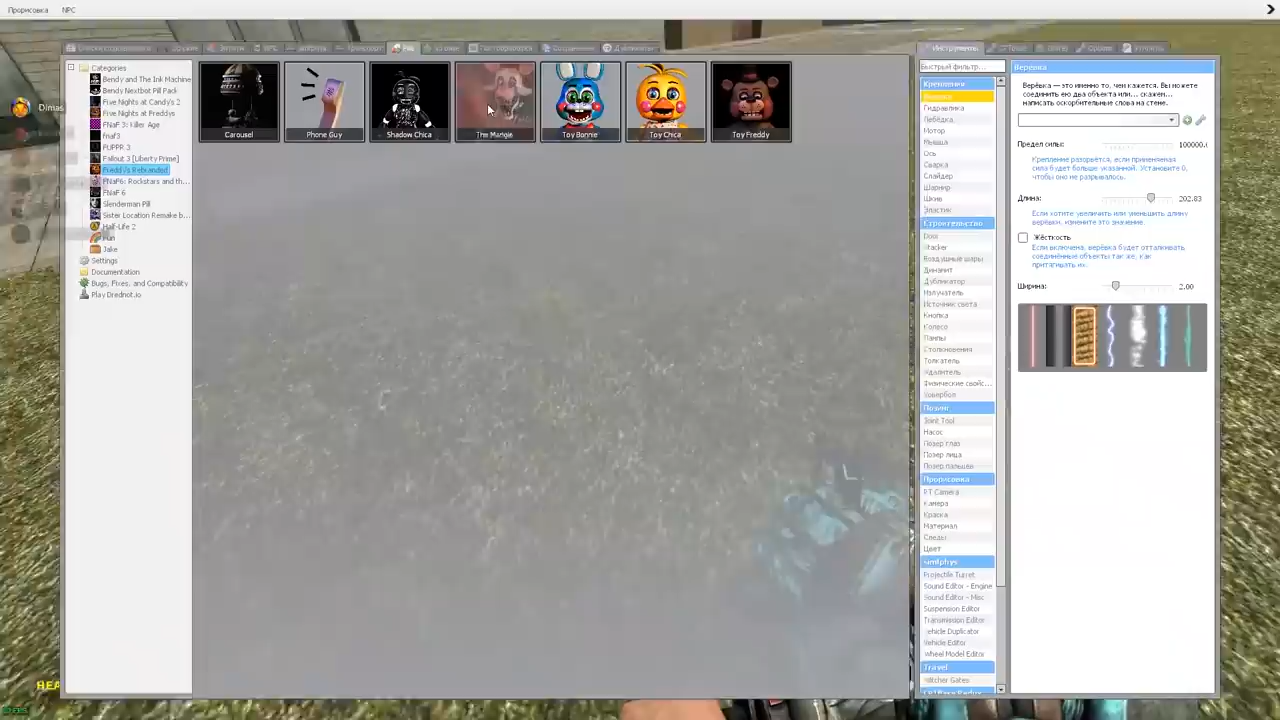 Прорисовка NPC
Dimas
Categories
Bendy and The Ink Machine
Bendy Nextbot Pill Pack
Five Nights at Candy's 2
Five Nights at Freddys
FNaF 3: Killer Age
fnaf3
FUPPR 3
Fallout 3 [Liberty Prime]
Freddy's Rebranded
FNaF6: Rockstars and th...
FNaF 6
Slenderman Pill
Sister Location Remake b...
Half-Life 2
Fun
Jake
Settings
Documentation
Bugs, Fixes, and Compatibility
Play Drednot.io
Carousel
Phone Guy
Shadow Chica
The Mangle
Toy Bonnie
Toy Chica
Toy Freddy
Инструменты
Быстрый фильтр...
Крепления
Верёвка
Гидравлика
Лебёдка
Мотор
Мышца
Ось
Сварка
Слайдер
Шарнир
Шкив
Эластик
Строительство
Door
Stacker
Воздушные шары
Динамит
Дубликатор
Излучатель
Источник света
Кнопка
Колесо
Лампы
Столкновения
Толкатель
Удалитель
Физические свойс...
Ховербол
Позинг
Joint Tool
Насос
Позер глаз
Позер лица
Позер пальцев
Прорисовка
RT Camera
Камера
Краска
Материал
Следы
Цвет
simfphys
Projectile Turret
Sound Editor - Engine
Sound Editor - Misc
Suspension Editor
Transmission Editor
Vehicle Duplicator
Vehicle Editor
Wheel Model Editor
Travel
Witcher Gates
Верёвка
Верёвка — это именно то, чем кажется. Вы можете
соединить ею два объекта или... скажем...
написать оскорбительные слова на стене.
Предел силы: 100000.
Крепление разорвётся, если применяемая
сила будет больше указанной. Установите 0,
чтобы оно не разрывалось.
Длина: 202.83
Если хотите увеличить или уменьшить длину
верёвки, измените это значение.
Жёсткость
Если включена, верёвка будет отталкивать
соединённые объекты так же, как
притягивать их.
Ширина: 2.00